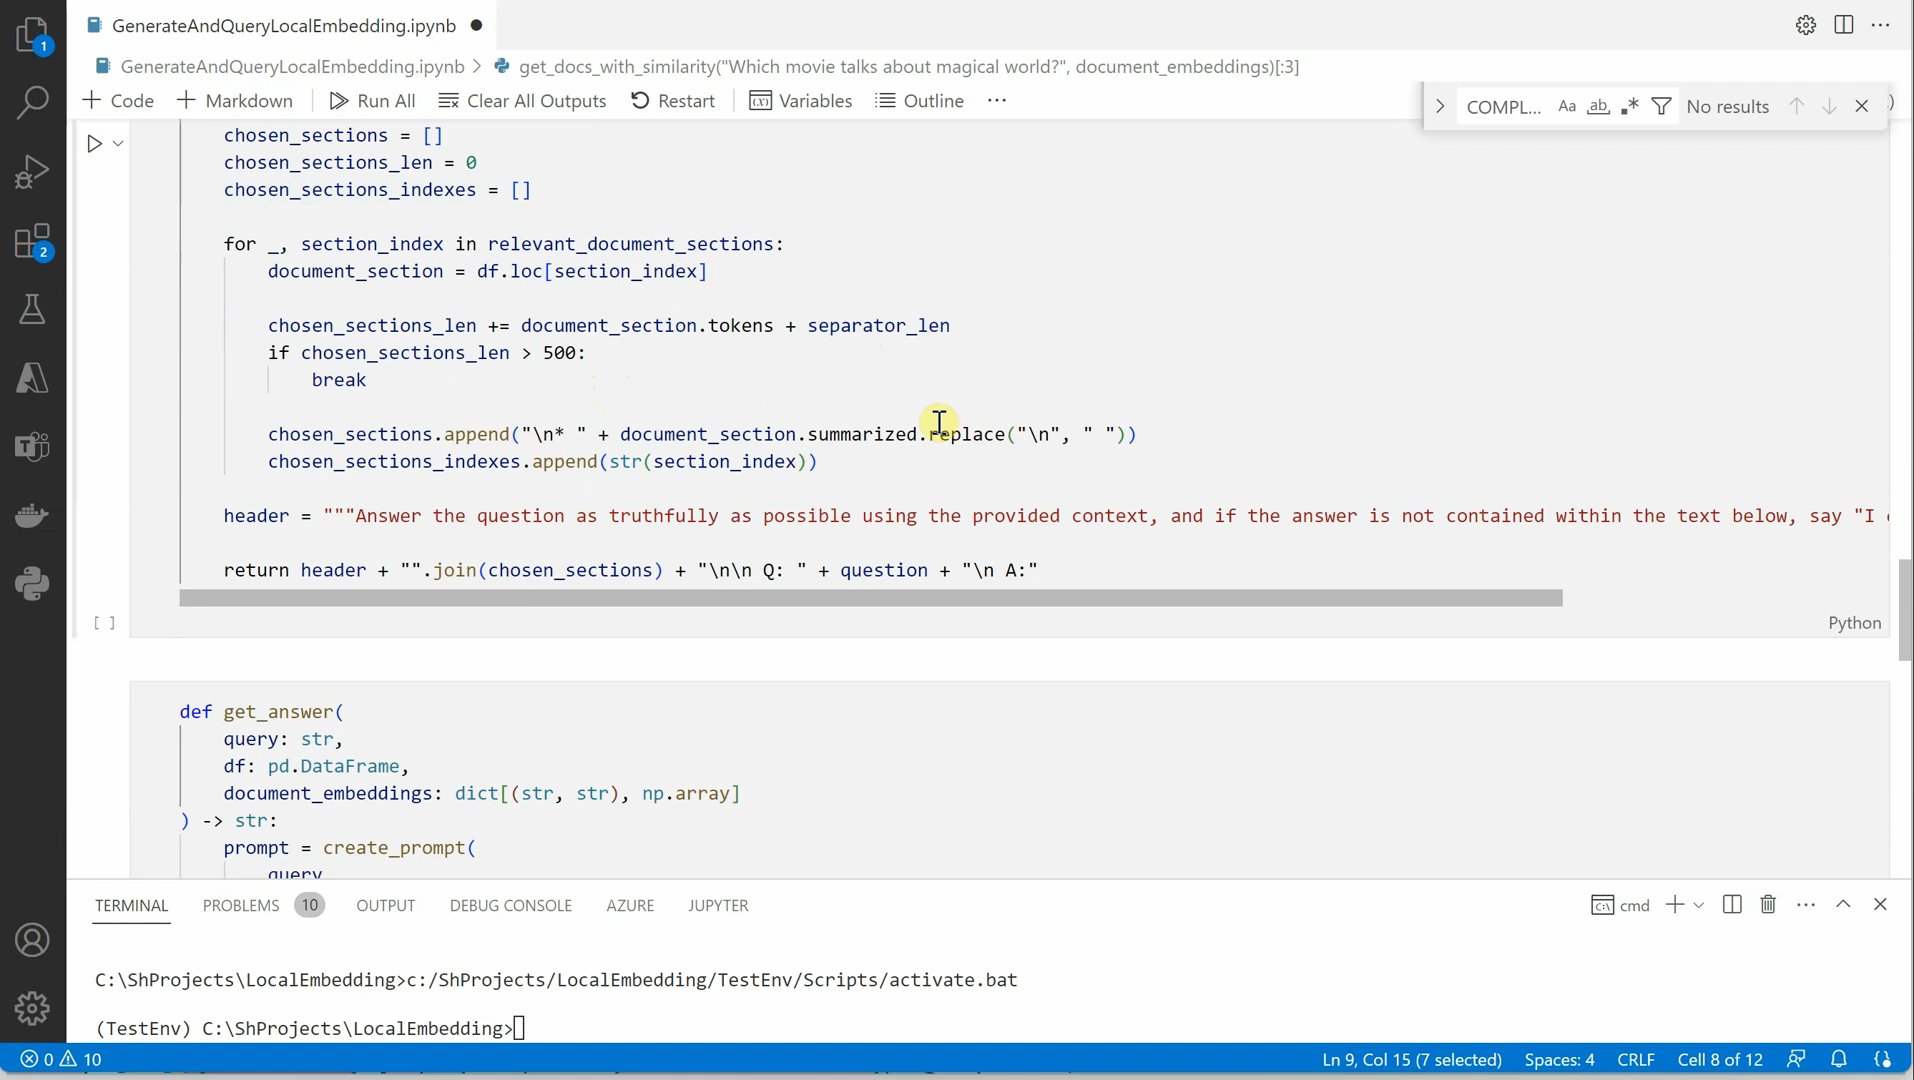 GenerateAndQueryLocalEmbedding.ipynb
GenerateAndQueryLocalEmbedding.ipynb > get_docs_with_similarity("Which movie talks about magical world?", document_embeddings)[:3]
+ Code + Markdown Run All Clear All Outputs Restart Variables Outline ...
COMPL... Aa ab .* No results
chosen_sections = []
chosen_sections_len = 0
chosen_sections_indexes = []
for _, section_index in relevant_document_sections:
document_section = df.loc[section_index]
chosen_sections_len += document_section.tokens + separator_len
if chosen_sections_len > 500:
break
chosen_sections.append("\n* " + document_section.summarized.replace("\n", " "))
chosen_sections_indexes.append(str(section_index))
header = """Answer the question as truthfully as possible using the provided context, and if the answer is not contained within the text below, say "I
return header + "".join(chosen_sections) + "\n\n Q: " + question + "\n A:"
[ ]
Python
def get_answer(
query: str,
df: pd.DataFrame,
document_embeddings: dict[(str, str), np.array]
) -> str:
prompt = create_prompt(
query
TERMINAL PROBLEMS 10 OUTPUT DEBUG CONSOLE AZURE JUPYTER
cmd
C:\ShProjects\LocalEmbedding>c:/ShProjects/LocalEmbedding/TestEnv/Scripts/activate.bat
(TestEnv) C:\ShProjects\LocalEmbedding>
0 10
Ln 9, Col 15 (7 selected) Spaces: 4 CRLF Cell 8 of 12
1
2